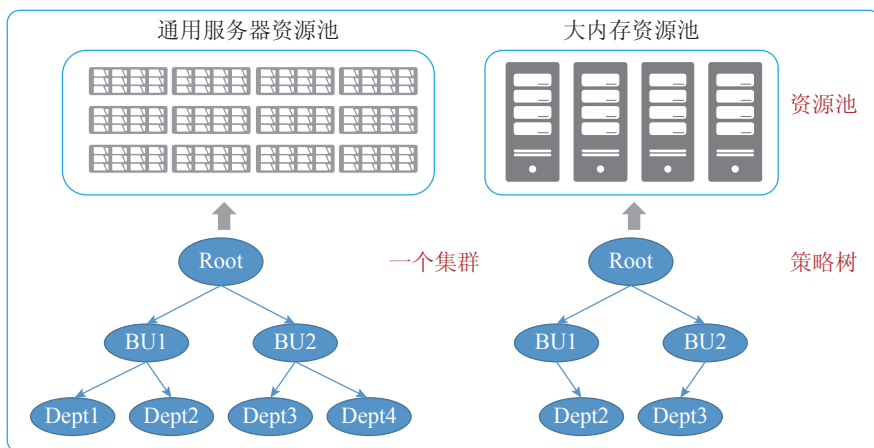 通用服务器资源池
大内存资源池
资源池
Root
一个集群
Root
策略树
BU1
BU2
BU1
BU2
Dept1
Dept2
Dept3
Dept4
Dept2
Dept3